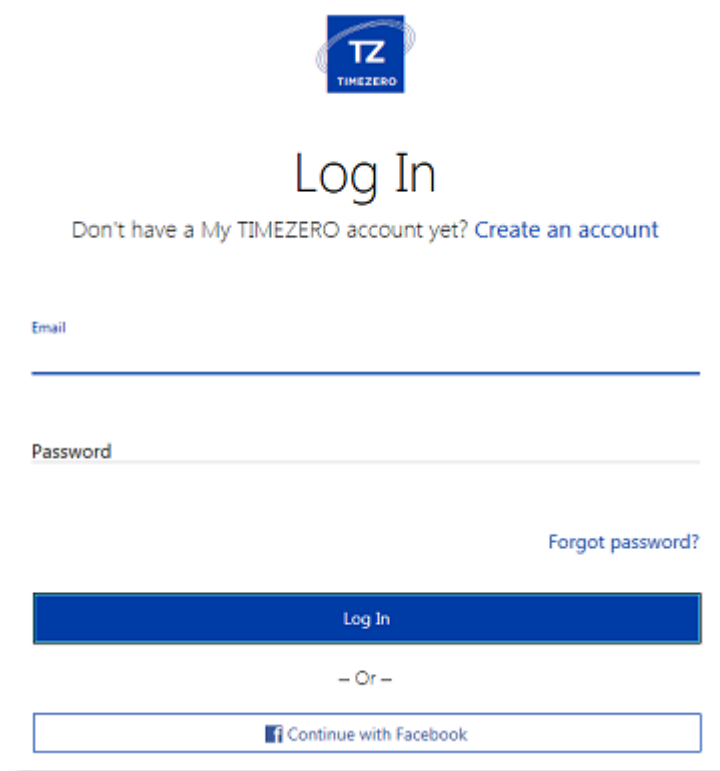 TZ
TIMEZERO
Log In
Don't have a My TIMEZERO account yet? Create an account
Email
Password
Forgot password?
Log In
– Or –
Continue with Facebook